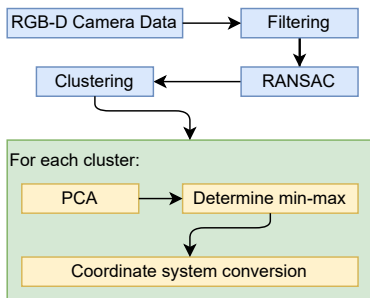 RGB-D Camera Data
Filtering
RANSAC
Clustering
For each cluster:
PCA
Determine min-max
Coordinate system conversion